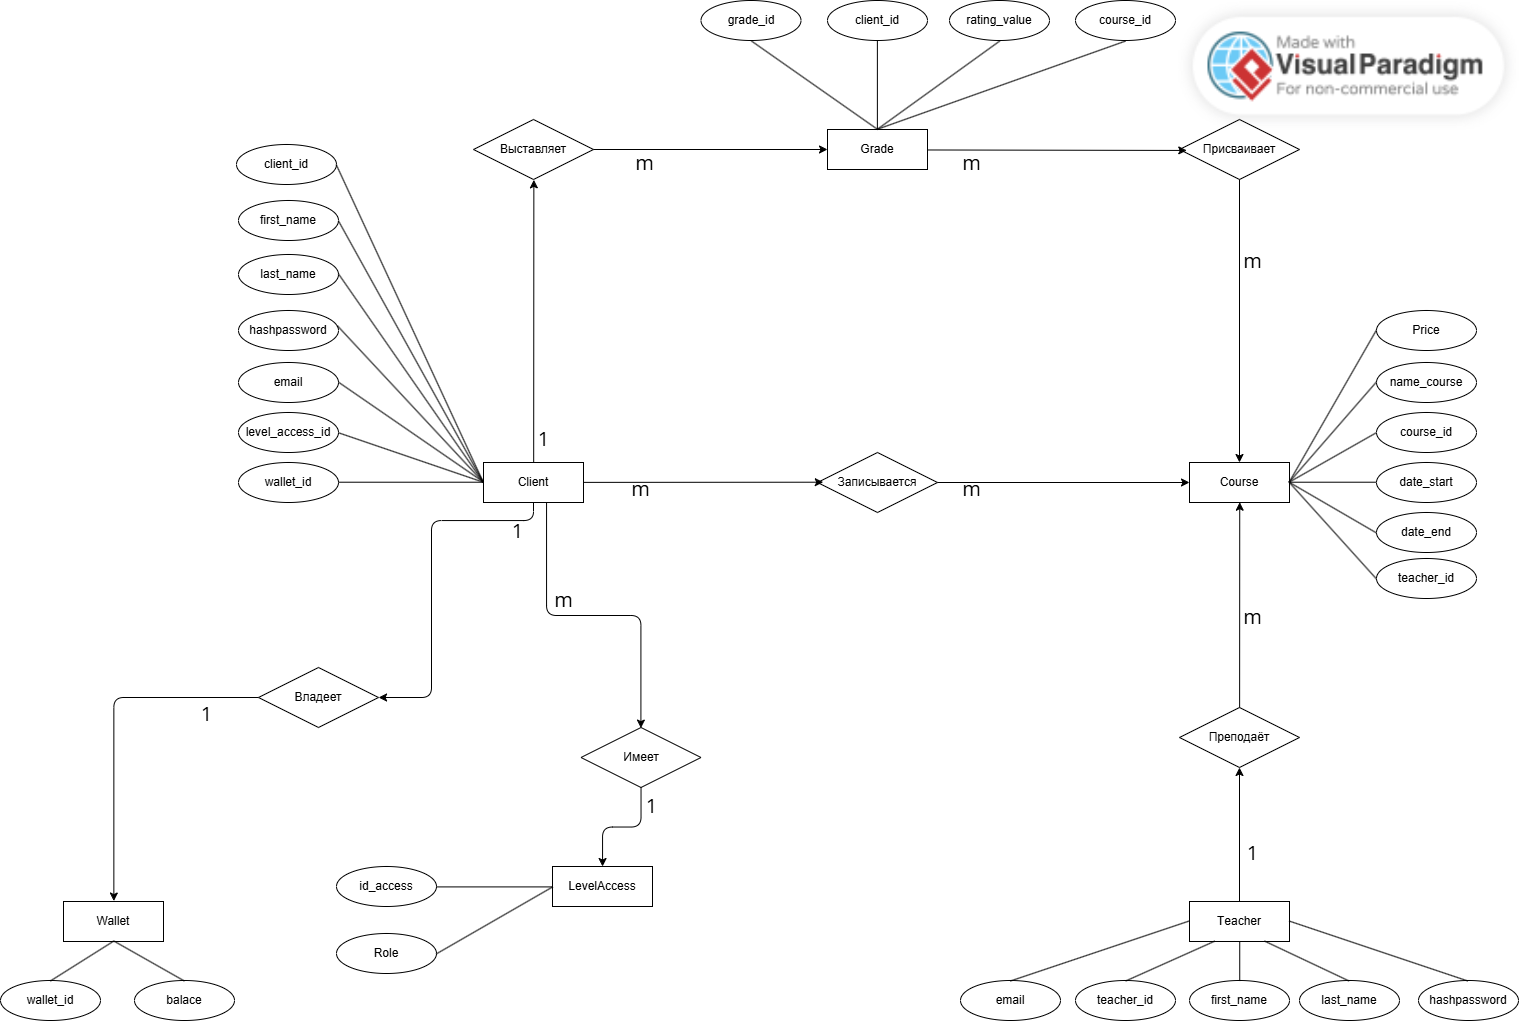 grade_id
client_id
rating_value
course_id
Made with
Visual Paradigm
For non-commercial use
Выставляет
m
Grade
m
Присваивает
client_id
first_name
last_name
hashpassword
email
level_access_id
wallet_id
1
m
Client
m
Записывается
m
Course
Price
name_course
course_id
date_start
date_end
teacher_id
1
m
m
Владеет
1
Имеет
1
Преподаёт
1
id_access
LevelAccess
Role
Wallet
wallet_id
balace
Teacher
email
teacher_id
first_name
last_name
hashpassword